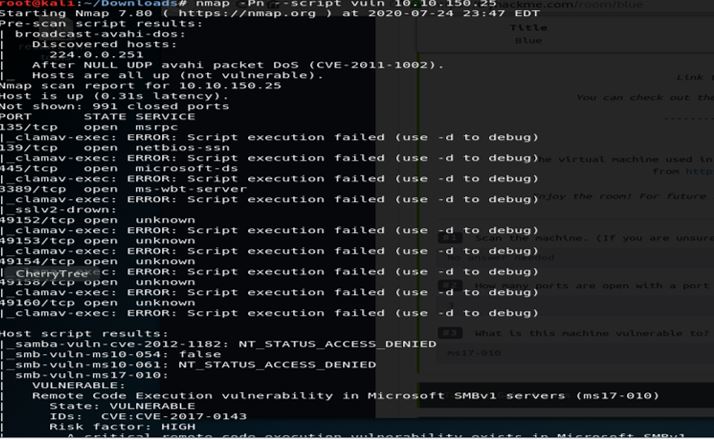 root@kali:~/Downloads# nmap -Pn --script vuln 10.10.150.25
Starting Nmap 7.80 ( https://nmap.org ) at 2020-07-24 23:47 EDT
Pre-scan script results:
| broadcast-avahi-dos:
|   Discovered hosts:
|     224.0.0.251
|   After NULL UDP avahi packet DoS (CVE-2011-1002).
|_  Hosts are all up (not vulnerable).
Nmap scan report for 10.10.150.25
Host is up (0.31s latency).
Not shown: 991 closed ports
PORT      STATE SERVICE
135/tcp   open  msrpc
|_clamav-exec: ERROR: Script execution failed (use -d to debug)
139/tcp   open  netbios-ssn
|_clamav-exec: ERROR: Script execution failed (use -d to debug)
445/tcp   open  microsoft-ds
|_clamav-exec: ERROR: Script execution failed (use -d to debug)
3389/tcp  open  ms-wbt-server
|_clamav-exec: ERROR: Script execution failed (use -d to debug)
|_sslv2-drown:
49152/tcp open  unknown
|_clamav-exec: ERROR: Script execution failed (use -d to debug)
49153/tcp open  unknown
|_clamav-exec: ERROR: Script execution failed (use -d to debug)
49154/tcp open  unknown
CherryTree
ERROR: Script execution failed (use -d to debug)
49158/tcp open  unknown
|_clamav-exec: ERROR: Script execution failed (use -d to debug)
49160/tcp open  unknown
|_clamav-exec: ERROR: Script execution failed (use -d to debug)
Host script results:
|_samba-vuln-cve-2012-1182: NT_STATUS_ACCESS_DENIED
|_smb-vuln-ms10-054: false
|_smb-vuln-ms10-061: NT_STATUS_ACCESS_DENIED
| smb-vuln-ms17-010:
|   VULNERABLE:
|   Remote Code Execution vulnerability in Microsoft SMBv1 servers (ms17-010)
|     State: VULNERABLE
|     IDs:  CVE:CVE-2017-0143
|     Risk factor: HIGH
|       A critical remote code execution vulnerability exists in Microsoft SMBv1
hackme.com/room/blue
Title
Blue
Link
You can check out the
he virtual machine used in
from http
njoy the room! For future
#1 Scan the machine. (If you are unsure
No answer needed
#2 How many ports are open with a port
3
#3 What is this machine vulnerable to?
ms17-010